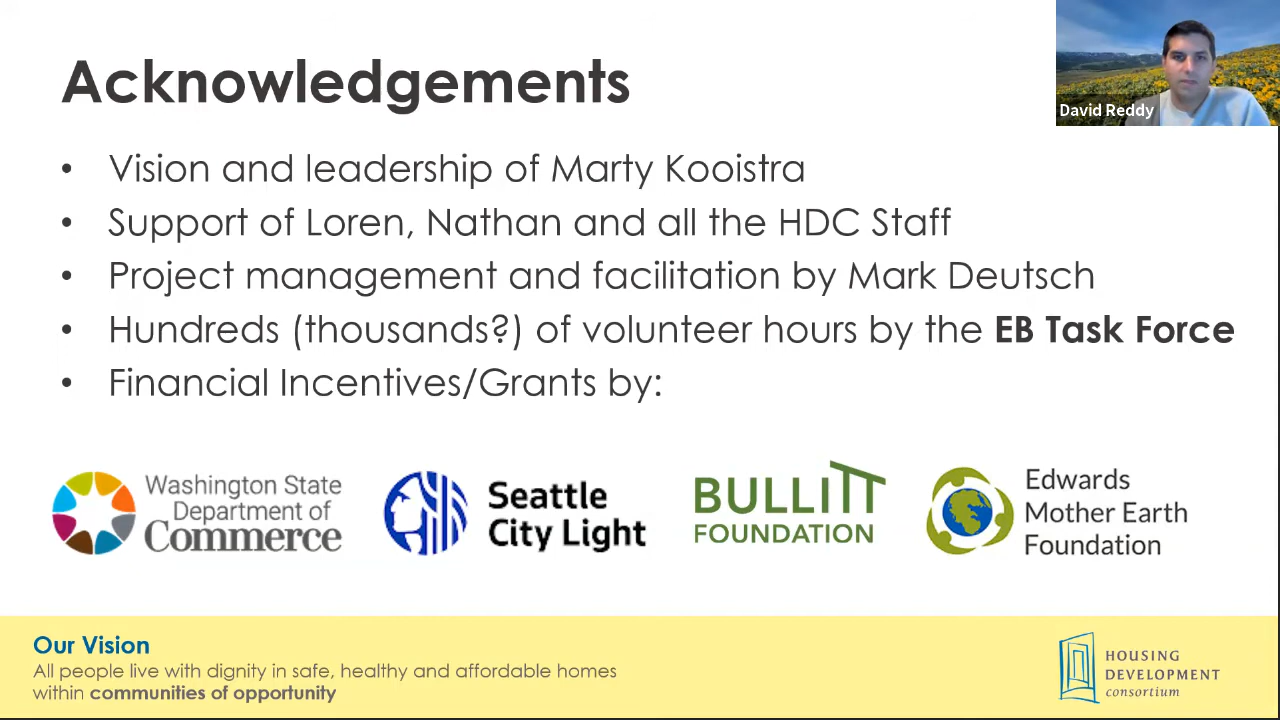 Acknowledgements
David Reddy
• Vision and leadership of Marty Kooistra
• Support of Loren, Nathan and all the HDC Staff
• Project management and facilitation by Mark Deutsch
• Hundreds (thousands?) of volunteer hours by the EB Task Force
• Financial Incentives/Grants by:
Washington State
Department of
Commerce
Seattle
City Light
BULLITT
FOUNDATION
Edwards
Mother Earth
Foundation
Our Vision
All people live with dignity in safe, healthy and affordable homes
within communities of opportunity
HOUSING
DEVELOPMENT
consortium